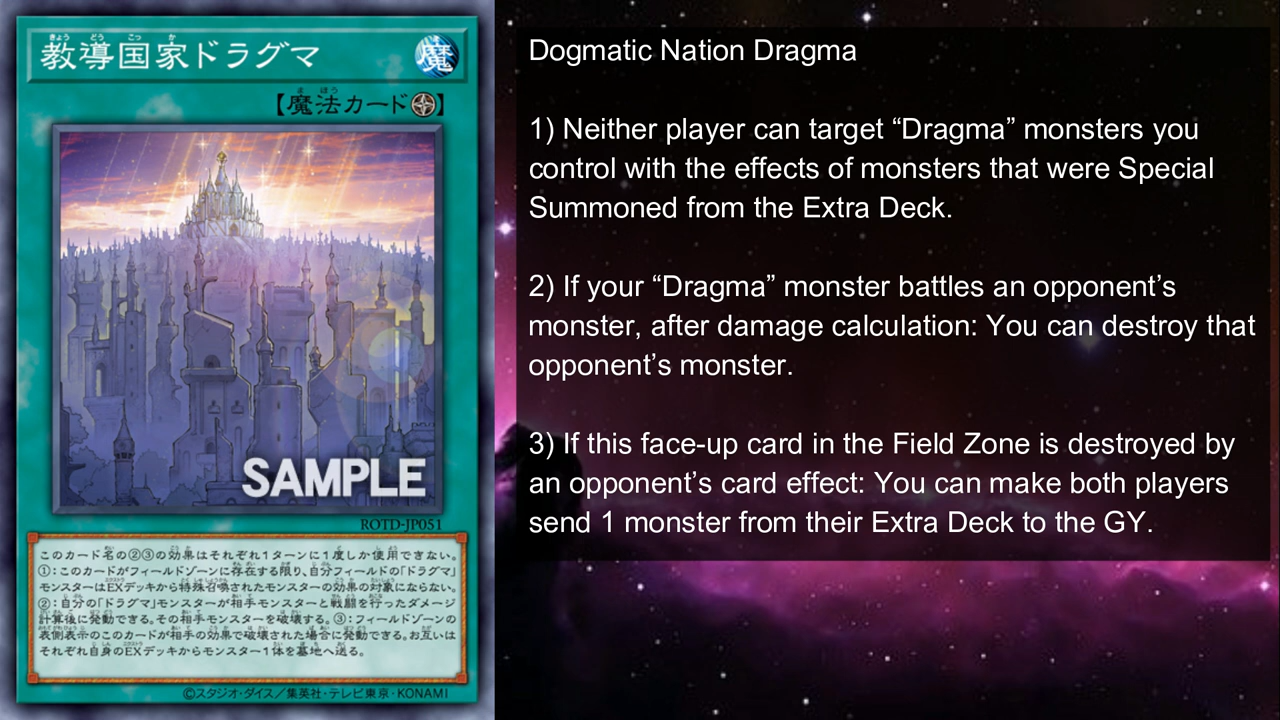 教導国家ドラグマ
魔
【魔法カード】
SAMPLE
ROTD-JP051
このカード名の②③の効果はそれぞれ1ターンに1度しか使用できない。
①:このカードがフィールドゾーンに存在する限り、自分フィールドの「ドラグマ」
モンスターはEXデッキから特殊召喚されたモンスターの効果の対象にならない。
②:自分の「ドラグマ」モンスターが相手モンスターと戦闘を行ったダメージ
計算後に発動できる。その相手モンスターを破壊する。③:フィールドゾーンの
表側表示のこのカードが相手の効果で破壊された場合に発動できる。お互いは
それぞれ自身のEXデッキからモンスター1体を墓地へ送る。
©スタジオ・ダイス/集英社・テレビ東京・KONAMI
Dogmatic Nation Dragma
1) Neither player can target “Dragma” monsters you
control with the effects of monsters that were Special
Summoned from the Extra Deck.
2) If your “Dragma” monster battles an opponent’s
monster, after damage calculation: You can destroy that
opponent’s monster.
3) If this face-up card in the Field Zone is destroyed by
an opponent’s card effect: You can make both players
send 1 monster from their Extra Deck to the GY.